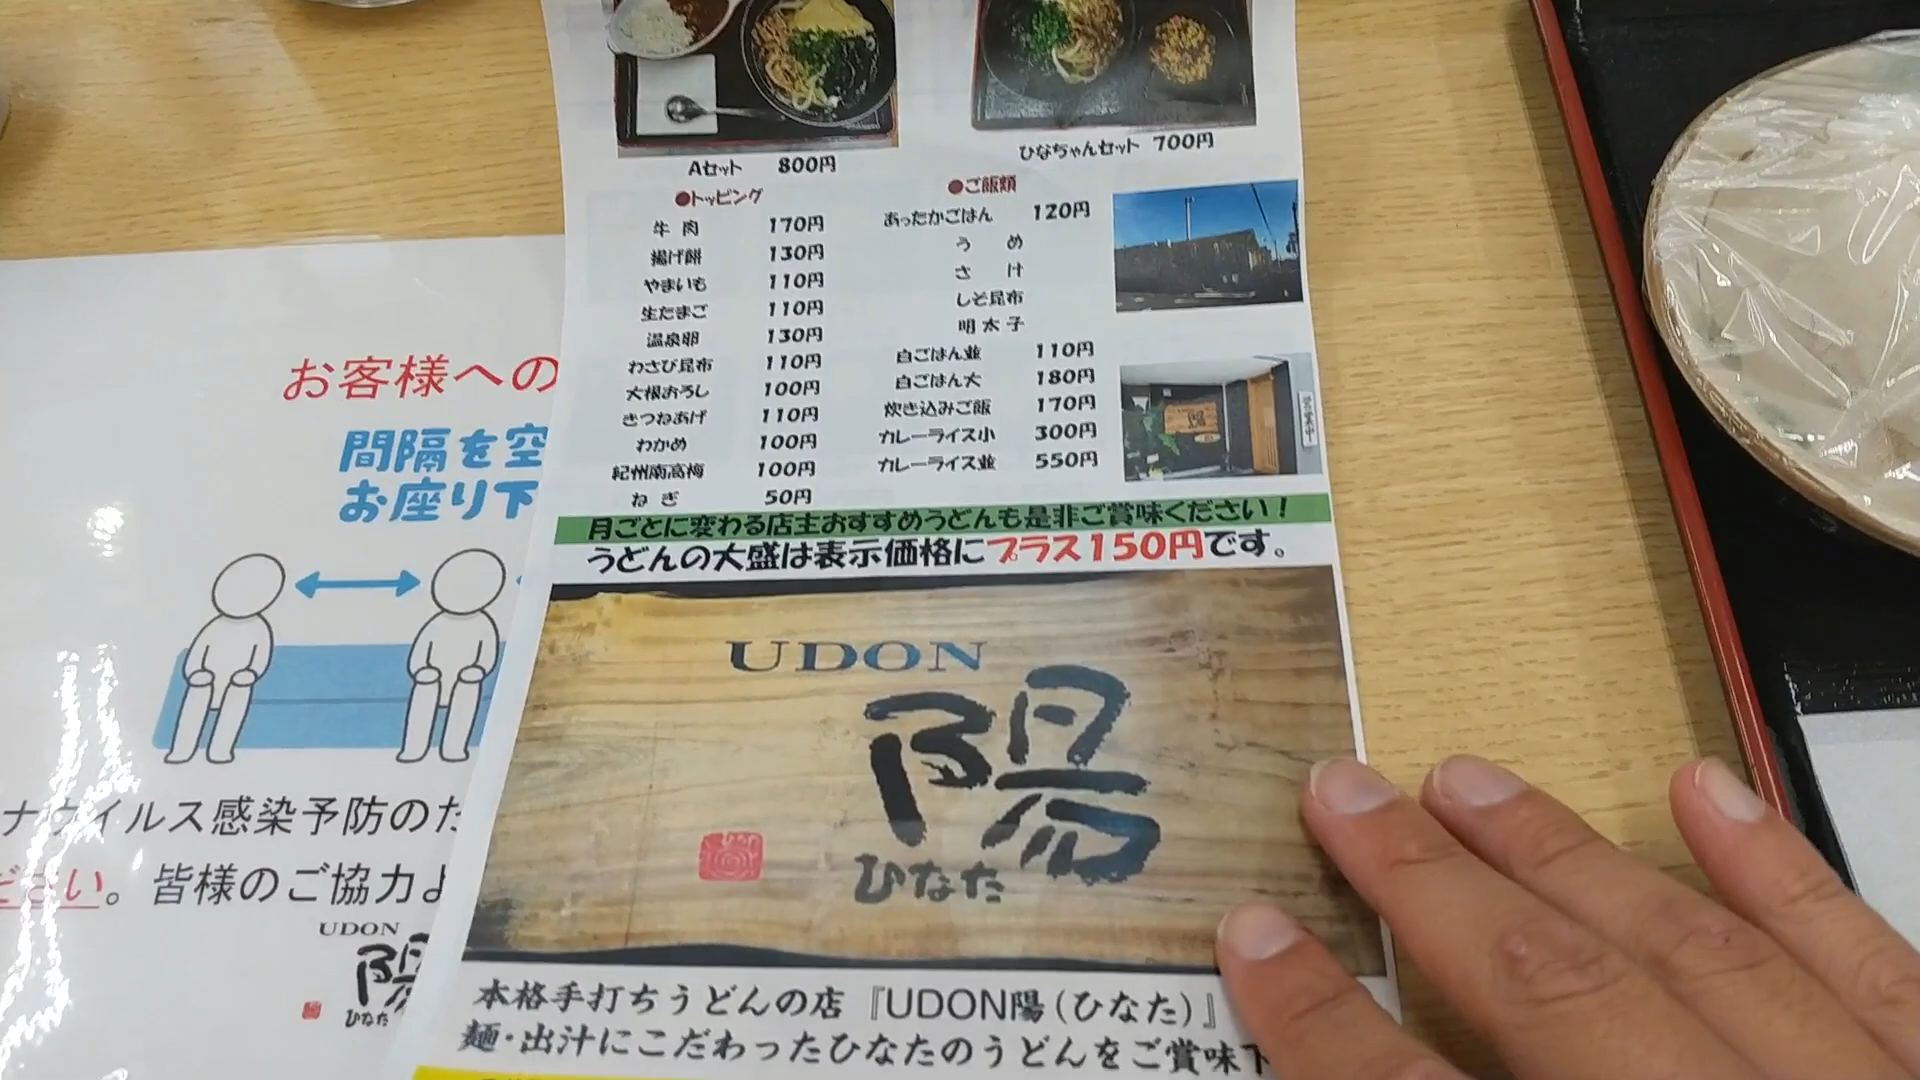 Aセット 800円
ひなちゃんセット 700円
●トッピング
牛肉 170円
揚げ餅 130円
やまいも 110円
生たまご 110円
温泉卵 130円
わさび昆布 110円
大根おろし 100円
きつねあげ 110円
わかめ 100円
紀州南高梅 100円
ねぎ 50円
●ご飯類
あったかごはん 120円
うめ
さけ
しそ昆布
明太子
白ごはん並 110円
白ごはん大 180円
炊き込みご飯 170円
カレーライス小 300円
カレーライス並 550円
月ごとに変わる店主おすすめうどんも是非ご賞味ください！
うどんの大盛は表示価格にプラス150円です。
UDON
陽
ひなた
本格手打ちうどんの店『UDON陽（ひなた）』
麺・出汁にこだわったひなたのうどんをご賞味下
お客様への
間隔を空
お座り下
ナウイルス感染予防のた
ださい。皆様のご協力よ
UDON
陽
ひなた